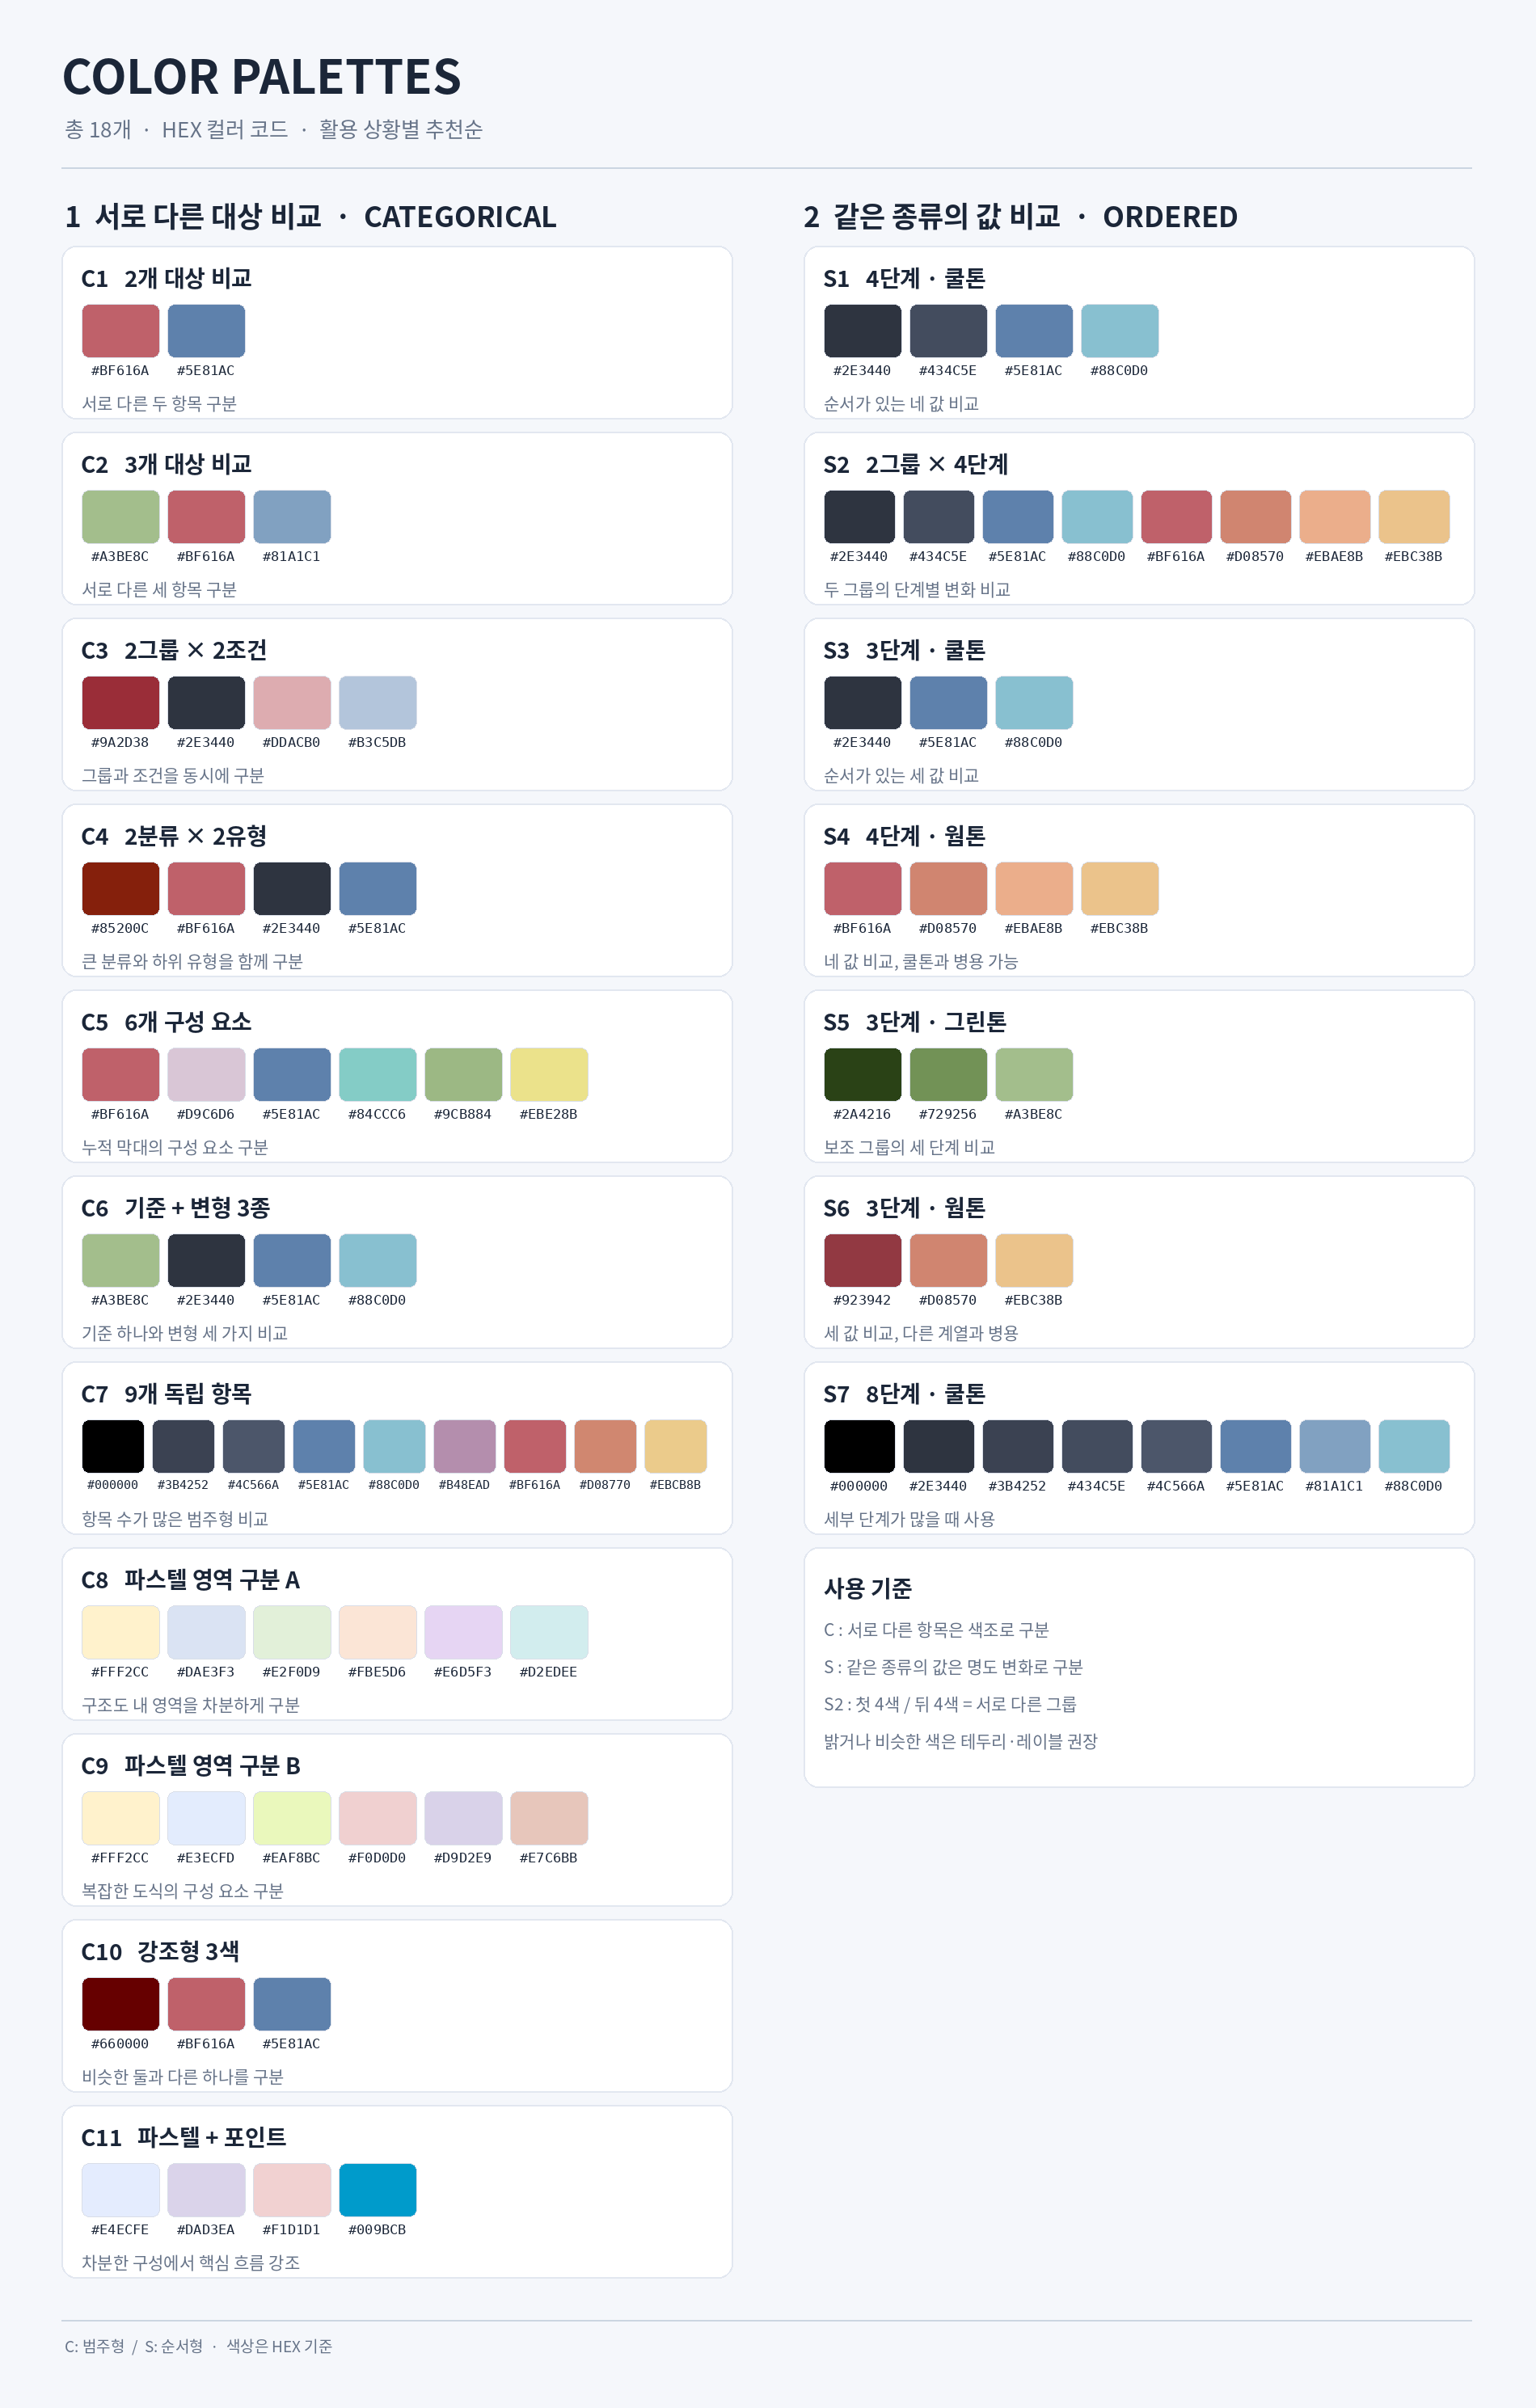 COLOR PALETTES
총 18개 · HEX 컬러 코드 · 활용 상황별 추천순
1 서로 다른 대상 비교 · CATEGORICAL
C1 2개 대상 비교
#BF616A #5E81AC
서로 다른 두 항목 구분
C2 3개 대상 비교
#A3BE8C #BF616A #81A1C1
서로 다른 세 항목 구분
C3 2그룹 × 2조건
#9A2D38 #2E3440 #DDACB0 #B3C5DB
그룹과 조건을 동시에 구분
C4 2분류 × 2유형
#85200C #BF616A #2E3440 #5E81AC
큰 분류와 하위 유형을 함께 구분
C5 6개 구성 요소
#BF616A #D9C6D6 #5E81AC #84CCC6 #9CB884 #EBE28B
누적 막대의 구성 요소 구분
C6 기준 + 변형 3종
#A3BE8C #2E3440 #5E81AC #88C0D0
기준 하나와 변형 세 가지 비교
C7 9개 독립 항목
#000000 #3B4252 #4C566A #5E81AC #88C0D0 #B48EAD #BF616A #D08770 #EBCB8B
항목 수가 많은 범주형 비교
C8 파스텔 영역 구분 A
#FFF2CC #DAE3F3 #E2F0D9 #FBE5D6 #E6D5F3 #D2EDEE
구조도 내 영역을 차분하게 구분
C9 파스텔 영역 구분 B
#FFF2CC #E3ECFD #EAF8BC #F0D0D0 #D9D2E9 #E7C6BB
복잡한 도식의 구성 요소 구분
C10 강조형 3색
#660000 #BF616A #5E81AC
비슷한 둘과 다른 하나를 구분
C11 파스텔 + 포인트
#E4ECFE #DAD3EA #F1D1D1 #009BCB
차분한 구성에서 핵심 흐름 강조
2 같은 종류의 값 비교 · ORDERED
S1 4단계 · 쿨톤
#2E3440 #434C5E #5E81AC #88C0D0
순서가 있는 네 값 비교
S2 2그룹 × 4단계
#2E3440 #434C5E #5E81AC #88C0D0 #BF616A #D08570 #EBAE8B #EBC38B
두 그룹의 단계별 변화 비교
S3 3단계 · 쿨톤
#2E3440 #5E81AC #88C0D0
순서가 있는 세 값 비교
S4 4단계 · 웜톤
#BF616A #D08570 #EBAE8B #EBC38B
네 값 비교, 쿨톤과 병용 가능
S5 3단계 · 그린톤
#2A4216 #729256 #A3BE8C
보조 그룹의 세 단계 비교
S6 3단계 · 웜톤
#923942 #D08570 #EBC38B
세 값 비교, 다른 계열과 병용
S7 8단계 · 쿨톤
#000000 #2E3440 #3B4252 #434C5E #4C566A #5E81AC #81A1C1 #88C0D0
세부 단계가 많을 때 사용
사용 기준
C : 서로 다른 항목은 색조로 구분
S : 같은 종류의 값은 명도 변화로 구분
S2 : 첫 4색 / 뒤 4색 = 서로 다른 그룹
밝거나 비슷한 색은 테두리·레이블 권장
C: 범주형 / S: 순서형 · 색상은 HEX 기준